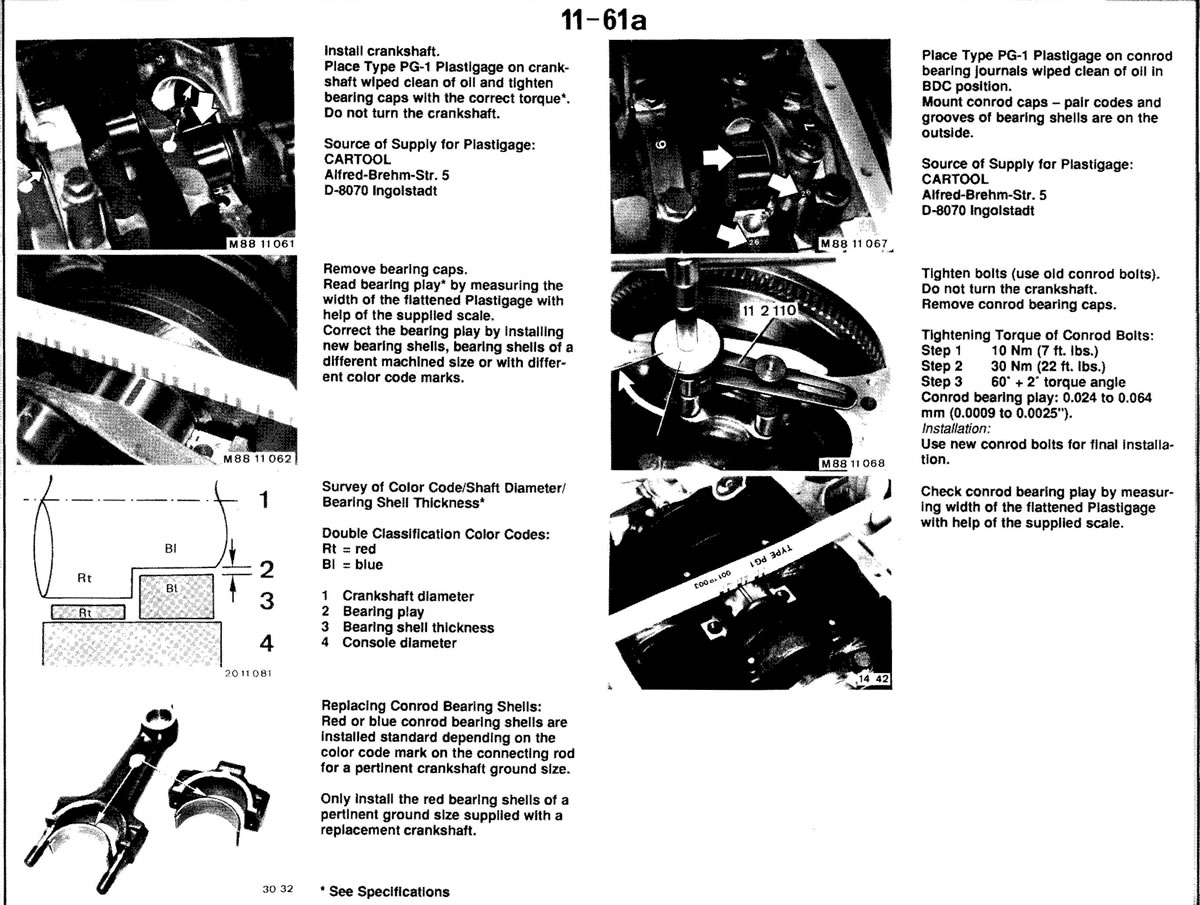 11-61a
Install crankshaft.
Place Type PG-1 Plastigage on crank-
shaft wiped clean of oil and tighten
bearing caps with the correct torque*.
Do not turn the crankshaft.
Source of Supply for Plastigage:
CARTOOL
Alfred-Brehm-Str. 5
D-8070 Ingolstadt
M88 11 061
Remove bearing caps.
Read bearing play* by measuring the
width of the flattened Plastigage with
help of the supplied scale.
Correct the bearing play by installing
new bearing shells, bearing shells of a
different machined size or with differ-
ent color code marks.
M88 11 062
Survey of Color Code/Shaft Diameter/
Bearing Shell Thickness*
Double Classification Color Codes:
Rt = red
Bl = blue
1 Crankshaft diameter
2 Bearing play
3 Bearing shell thickness
4 Console diameter
1
Bl
Rt
2
Bl
3
Rt
4
20 11 081
Replacing Conrod Bearing Shells:
Red or blue conrod bearing shells are
installed standard depending on the
color code mark on the connecting rod
for a pertinent crankshaft ground size.
Only install the red bearing shells of a
pertinent ground size supplied with a
replacement crankshaft.
30 32
* See Specifications
Place Type PG-1 Plastigage on conrod
bearing journals wiped clean of oil in
BDC position.
Mount conrod caps – pair codes and
grooves of bearing shells are on the
outside.
Source of Supply for Plastigage:
CARTOOL
Alfred-Brehm-Str. 5
D-8070 Ingolstadt
26
M88 11 067
Tighten bolts (use old conrod bolts).
Do not turn the crankshaft.
Remove conrod bearing caps.
Tightening Torque of Conrod Bolts:
Step 1 10 Nm (7 ft. lbs.)
Step 2 30 Nm (22 ft. lbs.)
Step 3 60° + 2° torque angle
Conrod bearing play: 0.024 to 0.064
mm (0.0009 to 0.0025").
Installation:
Use new conrod bolts for final installa-
tion.
11 2 110
M88 11 068
Check conrod bearing play by measur-
ing width of the flattened Plastigage
with help of the supplied scale.
TYPE PG1
14 42